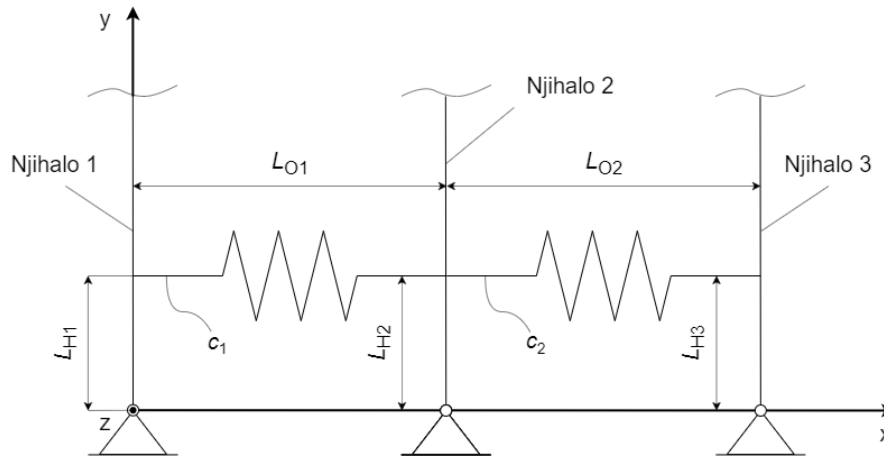 y
Njihalo 2
Njihalo 1
L_O1
L_O2
Njihalo 3
L_H1
c_1
L_H2
c_2
L_H3
z
x